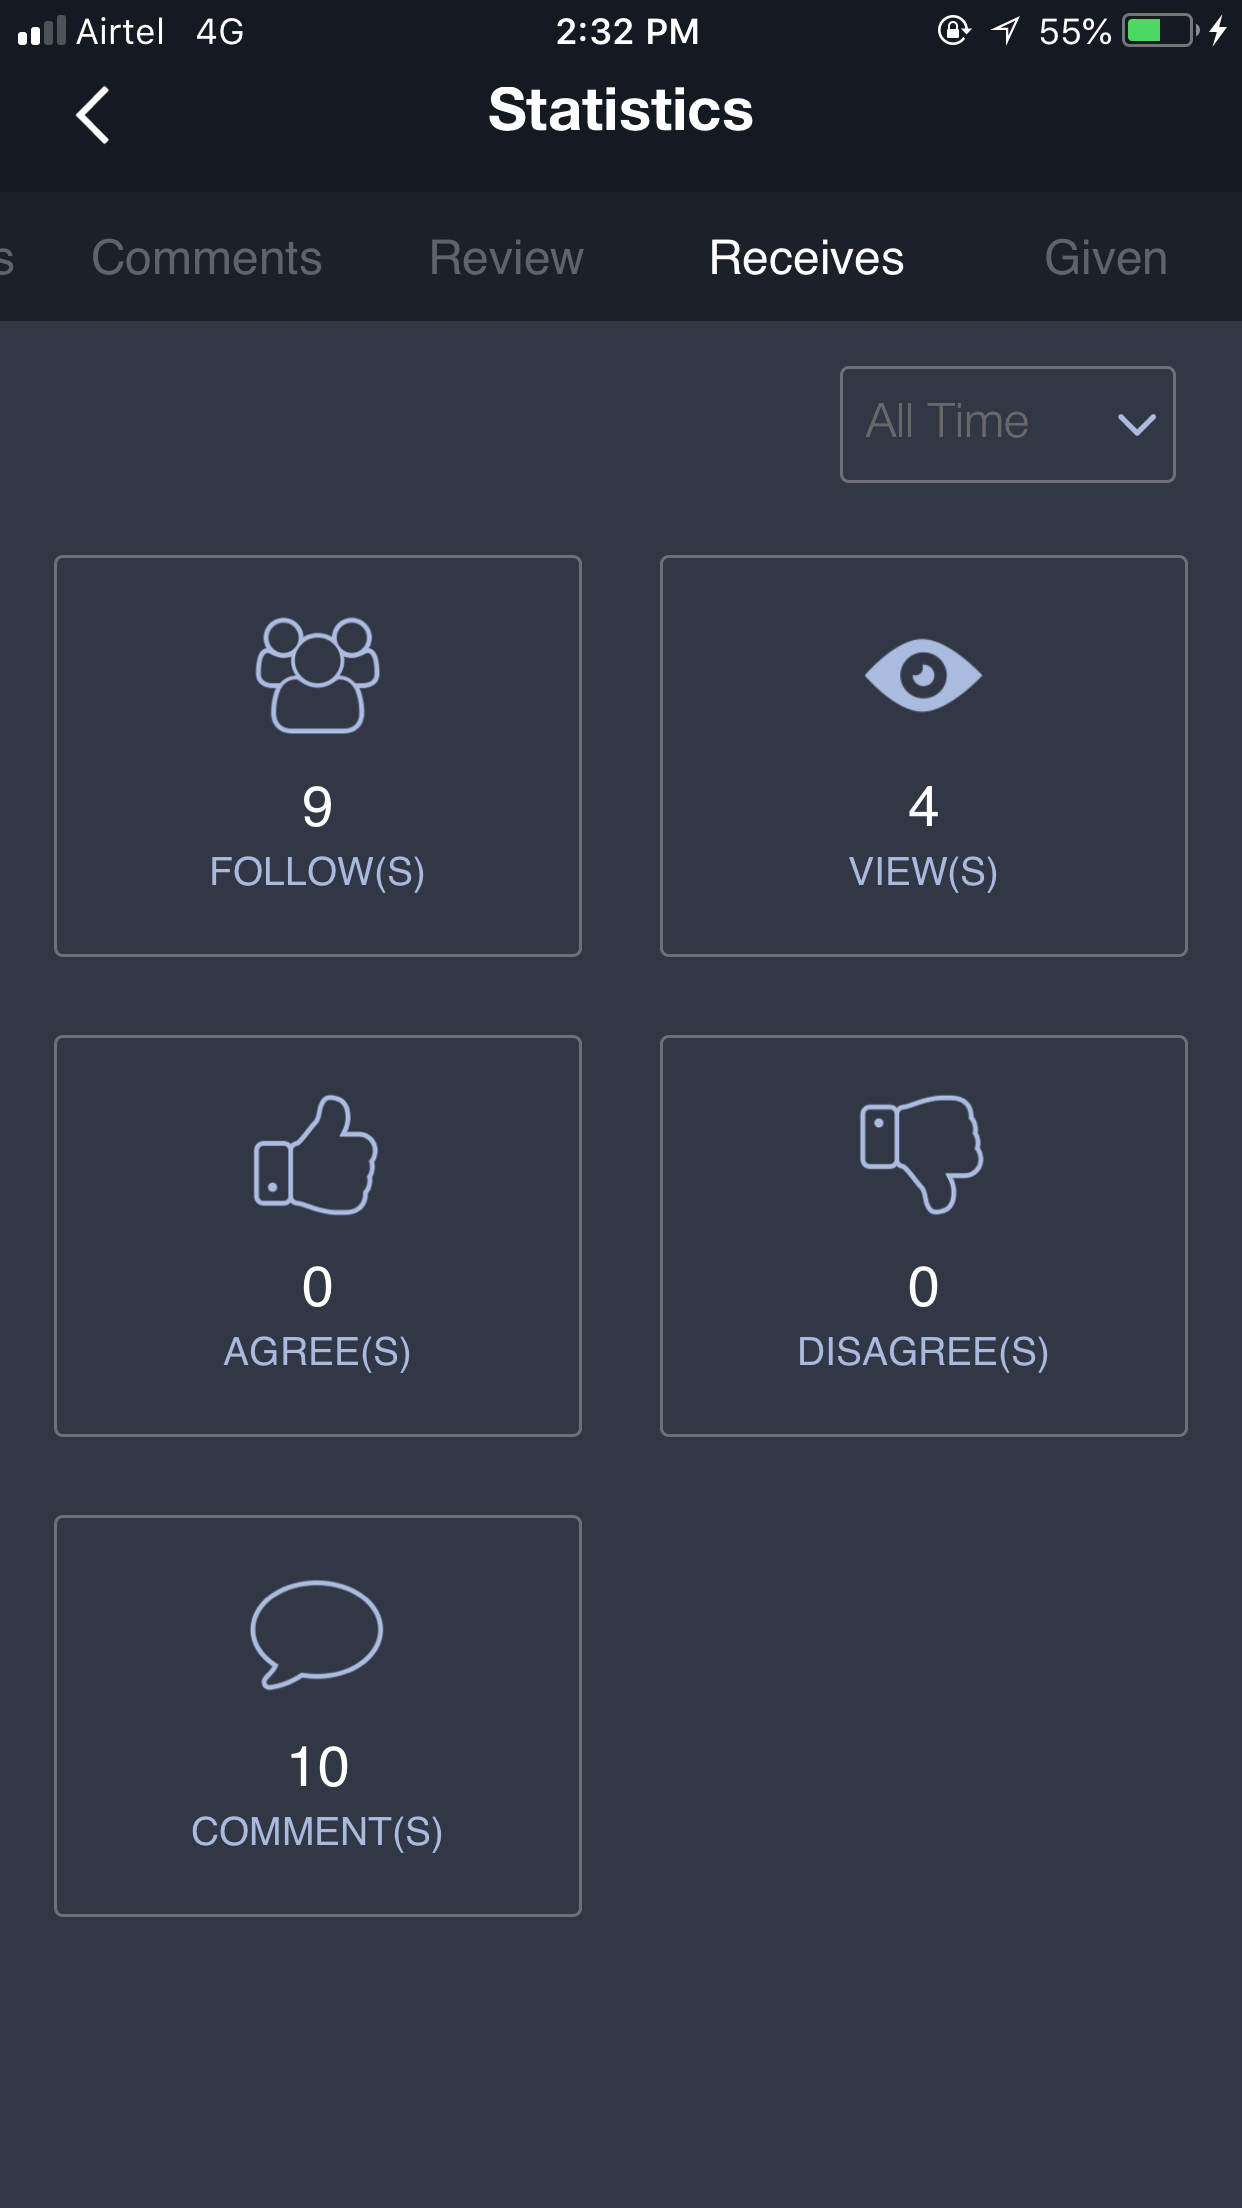 Airtel 4G 2:32 PM 55%
Statistics
s Comments Review Receives Given
All Time
9
FOLLOW(S)
4
VIEW(S)
0
AGREE(S)
0
DISAGREE(S)
10
COMMENT(S)